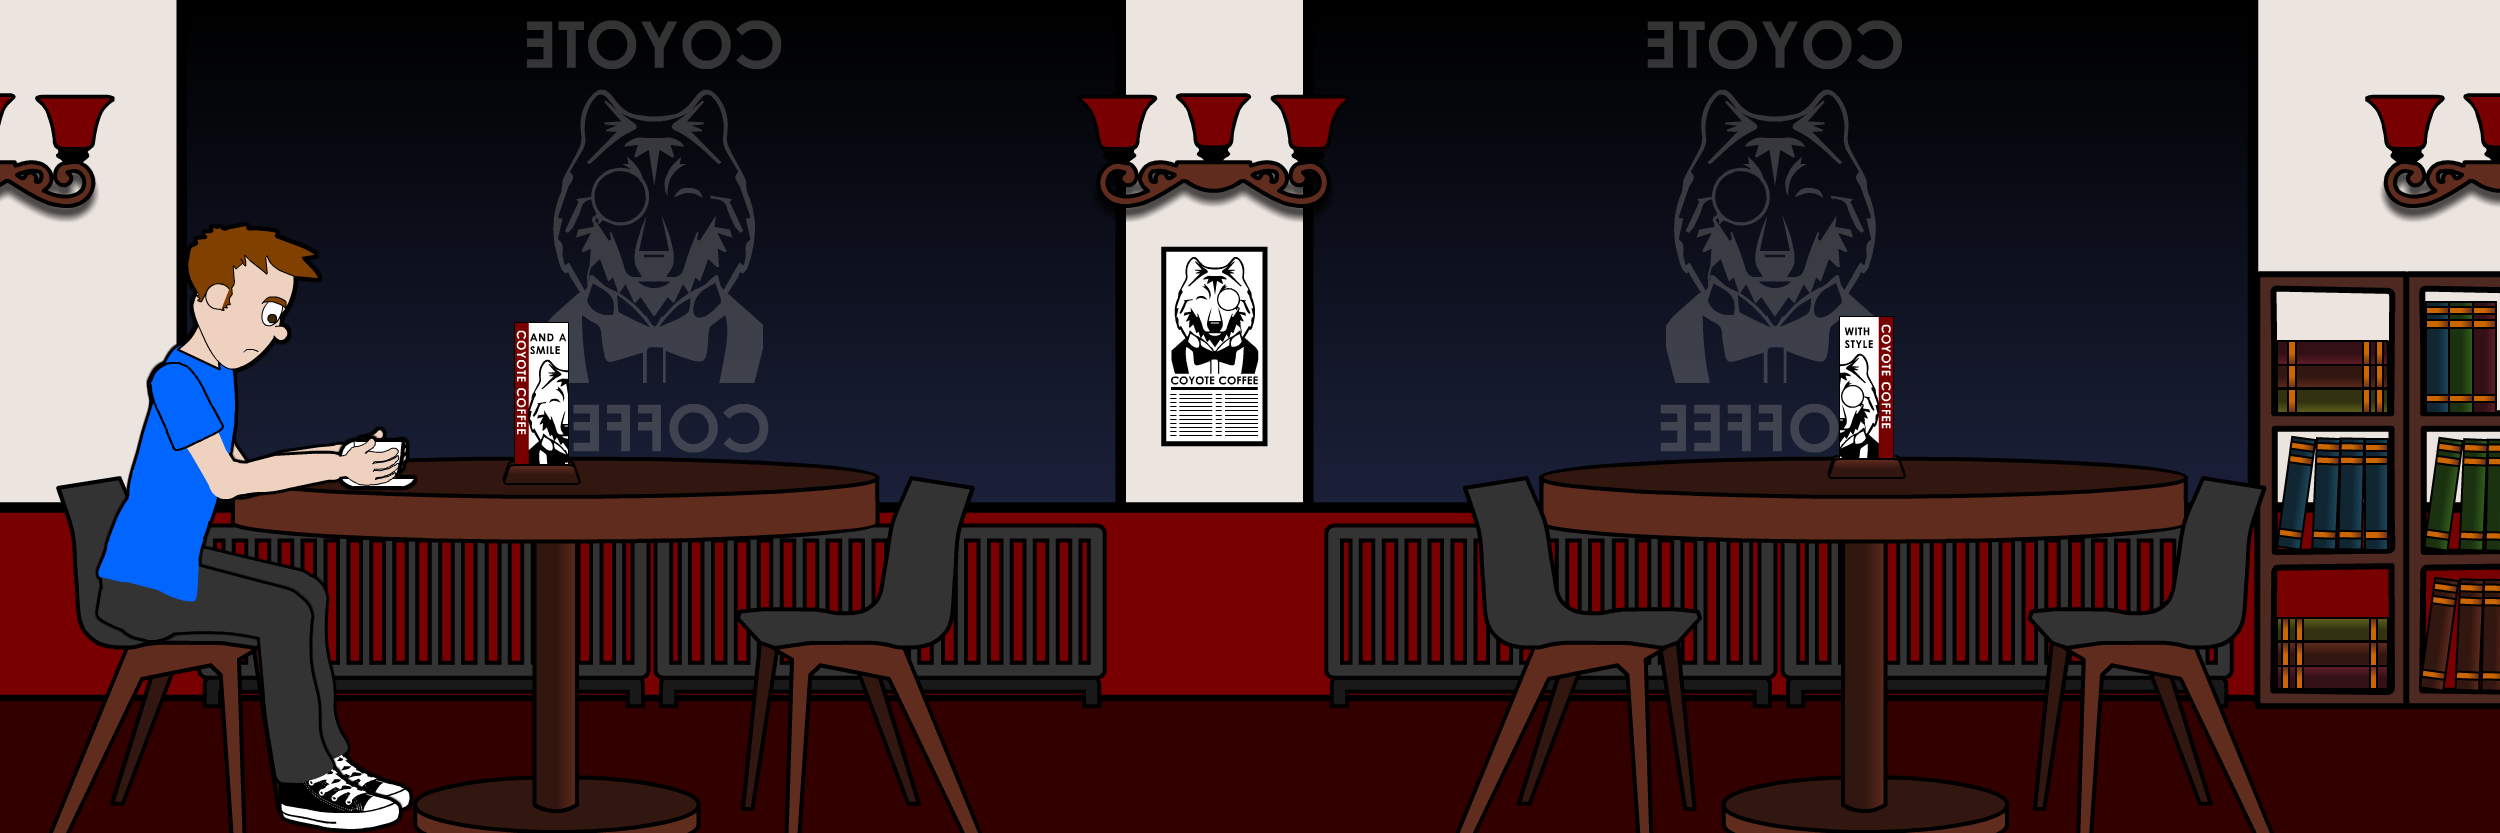 COYOTE
COFFEE
COYOTE COFFEE
AND A
SMILE
COYOTE COFFEE
COYOTE
COFFEE
WITH
STYLE
COYOTE COFFEE